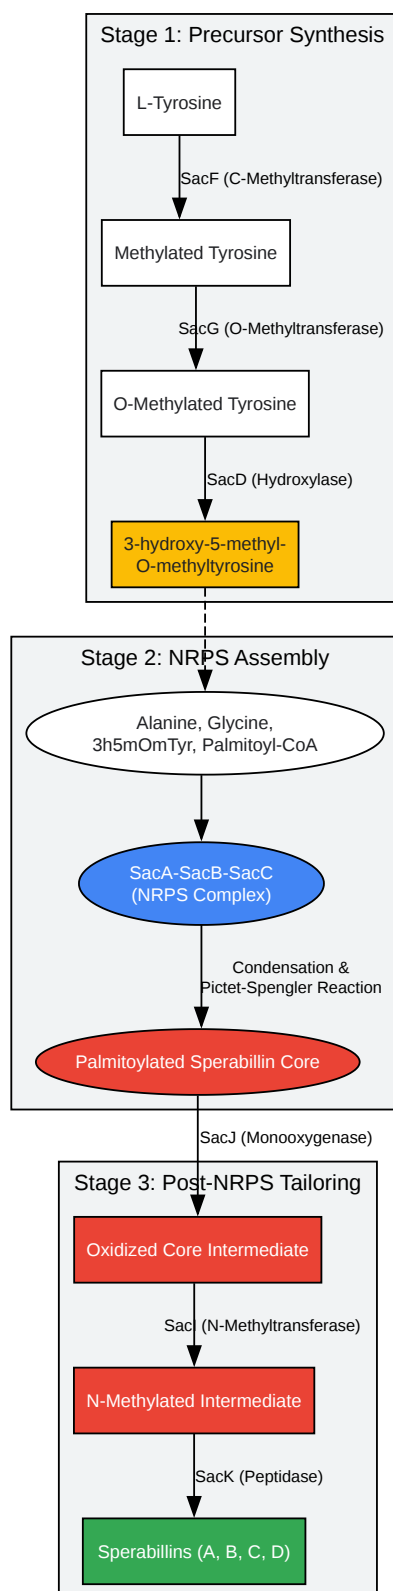 Stage 1: Precursor Synthesis
L-Tyrosine
SacF (C-Methyltransferase)
Methylated Tyrosine
SacG (O-Methyltransferase)
O-Methylated Tyrosine
SacD (Hydroxylase)
3-hydroxy-5-methyl-
O-methyltyrosine
Stage 2: NRPS Assembly
Alanine, Glycine,
3h5mOmTyr, Palmitoyl-CoA
SacA-SacB-SacC
(NRPS Complex)
Condensation &
Pictet-Spengler Reaction
Palmitoylated Sperabillin Core
SacJ (Monooxygenase)
Stage 3: Post-NRPS Tailoring
Oxidized Core Intermediate
SacI (N-Methyltransferase)
N-Methylated Intermediate
SacK (Peptidase)
Sperabillins (A, B, C, D)